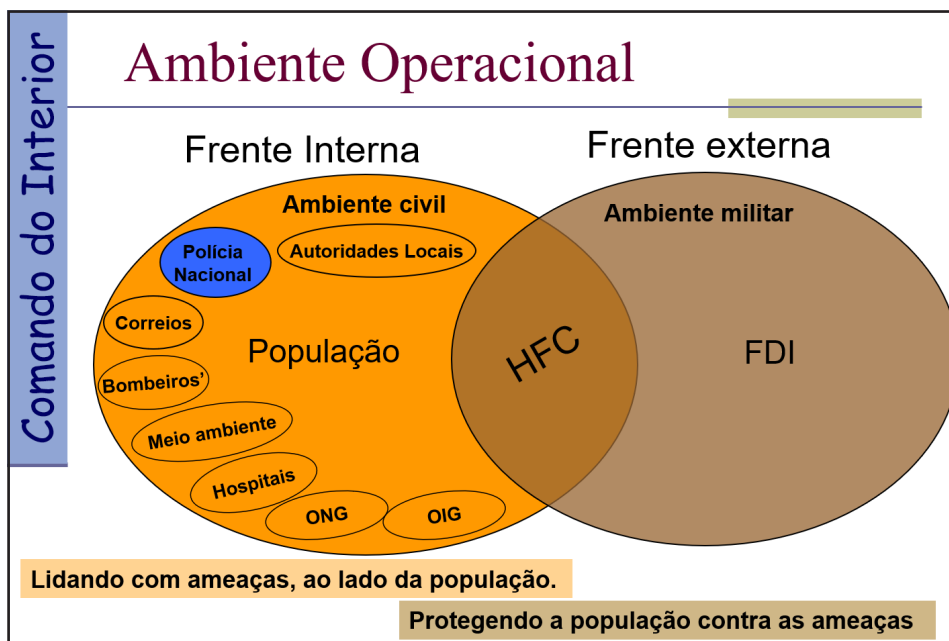 Comando do Interior
Ambiente Operacional
Frente Interna
Frente externa
Ambiente civil
Ambiente militar
Polícia
Nacional
Autoridades Locais
Correios
População
HFC
FDI
Bombeiros’
Meio ambiente
Hospitais
ONG
OIG
Lidando com ameaças, ao lado da população.
Protegendo a população contra as ameaças